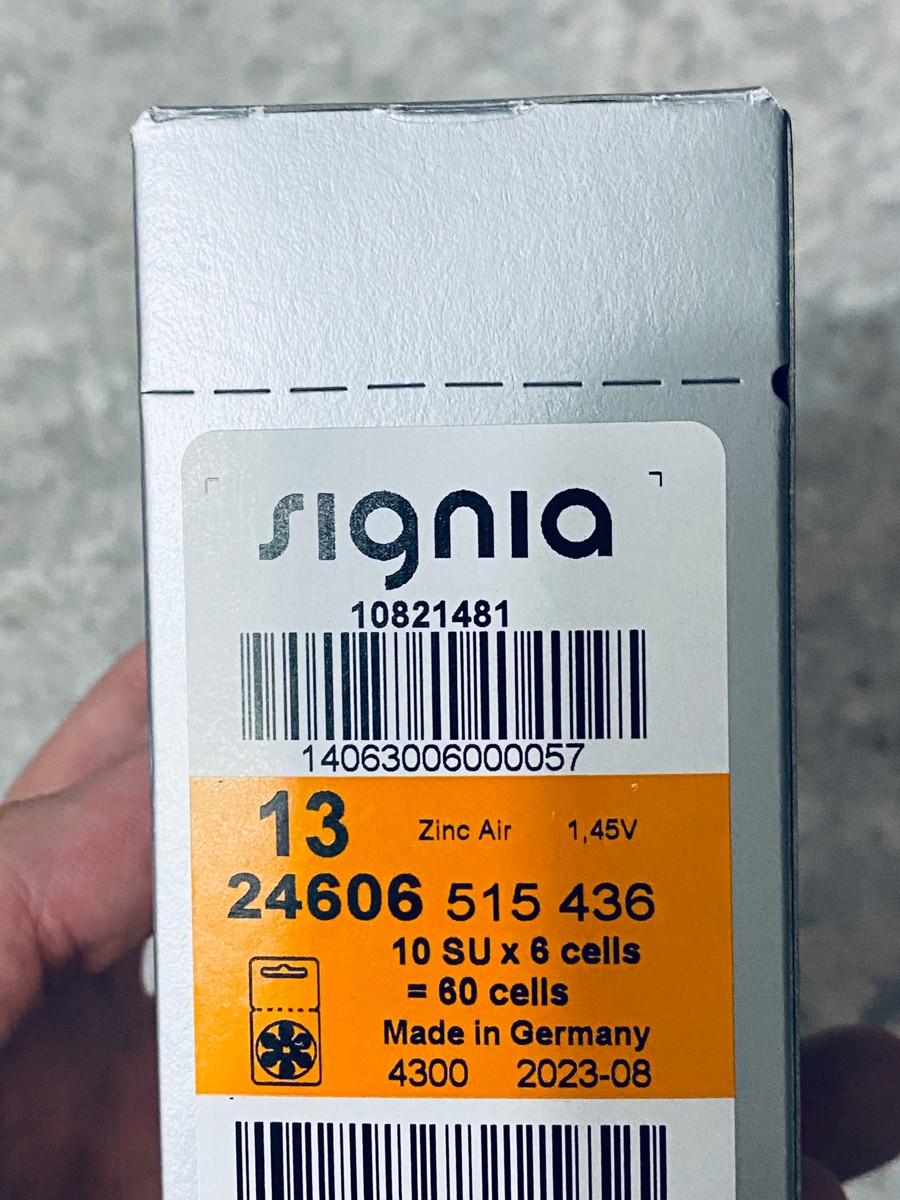 signia
10821481
14063006000057
13 Zinc Air 1,45V
24606 515 436
10 SU x 6 cells
= 60 cells
Made in Germany
4300 2023-08